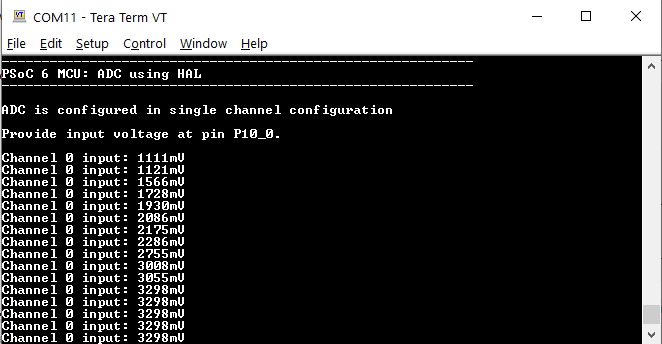 COM11 - Tera Term VT
File Edit Setup Control Window Help
-----------------------------------------------------------
PSoC 6 MCU: ADC using HAL
-----------------------------------------------------------
ADC is configured in single channel configuration
Provide input voltage at pin P10_0.
Channel 0 input: 1111mV
Channel 0 input: 1121mV
Channel 0 input: 1566mV
Channel 0 input: 1728mV
Channel 0 input: 1930mV
Channel 0 input: 2086mV
Channel 0 input: 2175mV
Channel 0 input: 2286mV
Channel 0 input: 2755mV
Channel 0 input: 3008mV
Channel 0 input: 3055mV
Channel 0 input: 3298mV
Channel 0 input: 3298mV
Channel 0 input: 3298mV
Channel 0 input: 3298mV
Channel 0 input: 3298mV